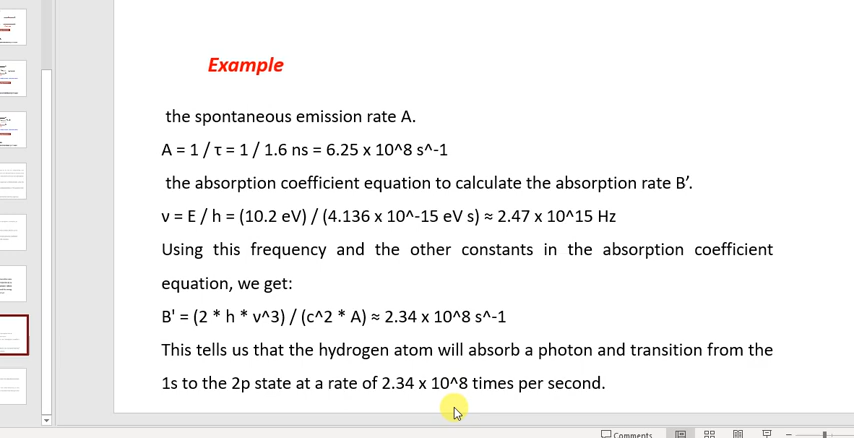 Example
the spontaneous emission rate A.
A = 1 / τ = 1 / 1.6 ns = 6.25 x 10^8 s^-1
the absorption coefficient equation to calculate the absorption rate B'.
ν = E / h = (10.2 eV) / (4.136 x 10^-15 eV s) ≈ 2.47 x 10^15 Hz
Using this frequency and the other constants in the absorption coefficient
equation, we get:
B' = (2 * h * ν^3) / (c^2 * A) ≈ 2.34 x 10^8 s^-1
This tells us that the hydrogen atom will absorb a photon and transition from the
1s to the 2p state at a rate of 2.34 x 10^8 times per second.
Comments